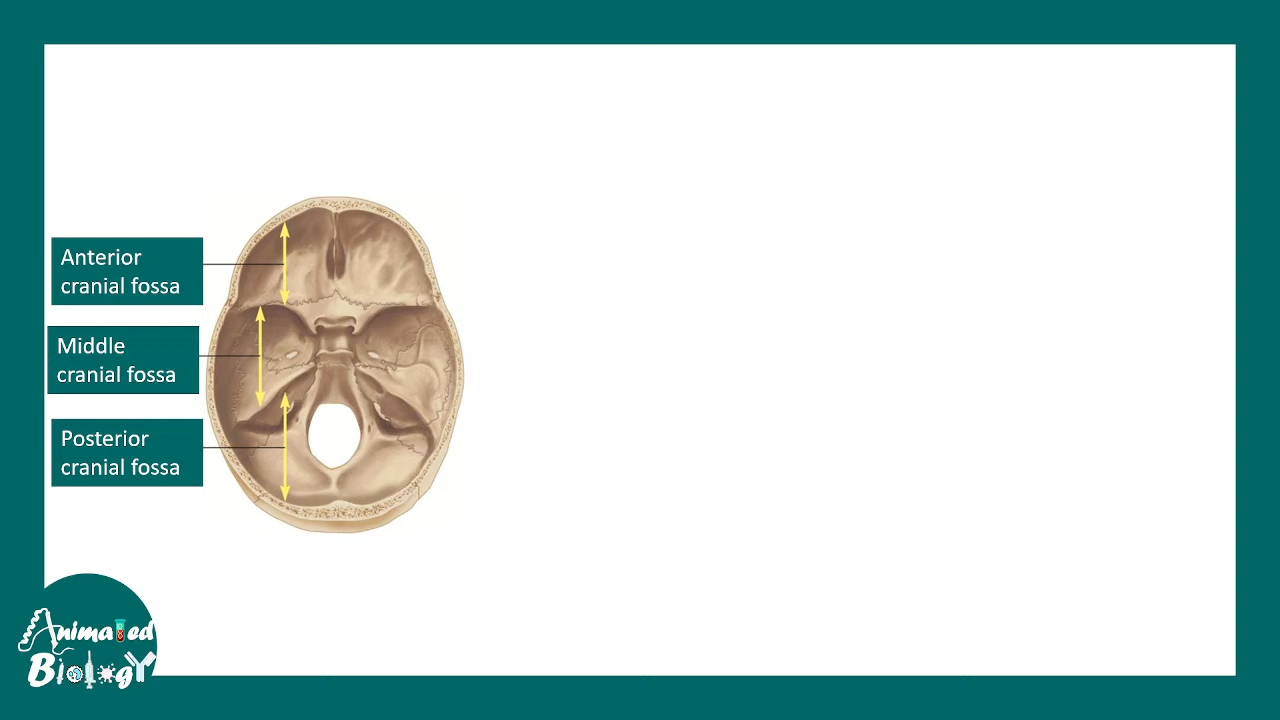 Anterior
cranial fossa
Middle
cranial fossa
Posterior
cranial fossa
Animated
Biology